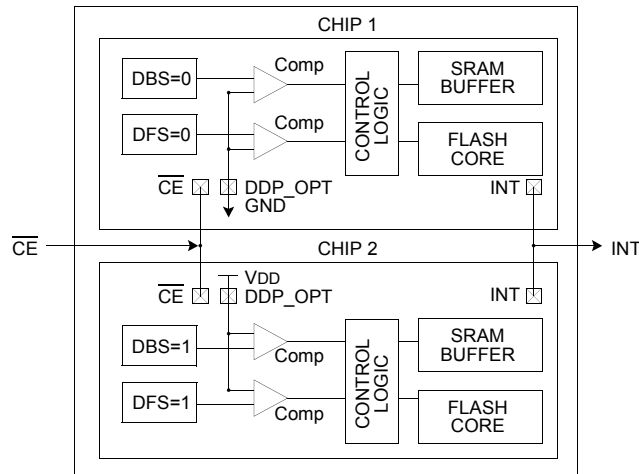 CHIP 1
DBS=0
Comp
CONTROL LOGIC
SRAM BUFFER
DFS=0
Comp
FLASH CORE
CE
DDP_OPT
GND
INT
CE
INT
CHIP 2
VDD
CE
DDP_OPT
INT
DBS=1
Comp
CONTROL LOGIC
SRAM BUFFER
DFS=1
Comp
FLASH CORE